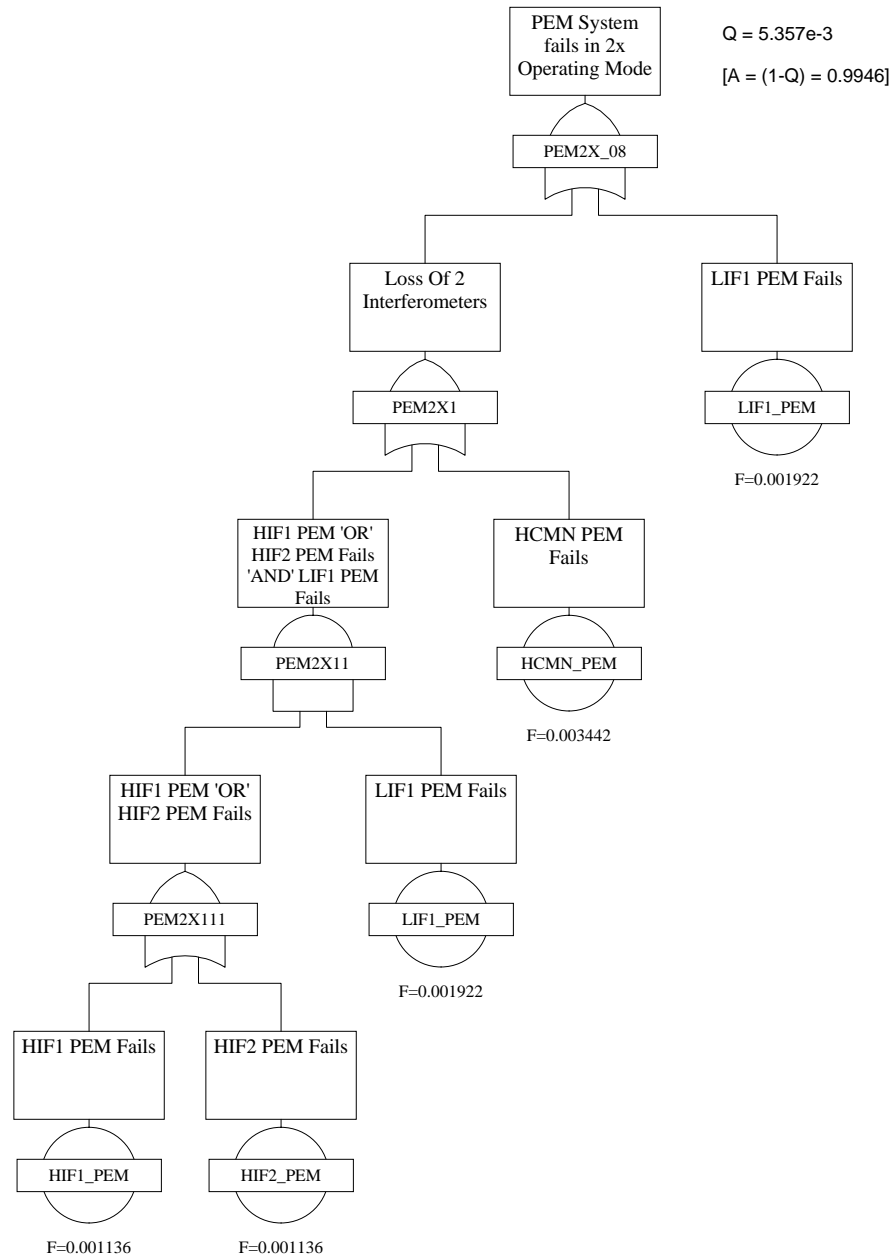 PEM System
fails in 2x
Operating Mode
Q = 5.357e-3
[A = (1-Q) = 0.9946]
PEM2X_08
Loss Of 2
Interferometers
LIF1 PEM Fails
PEM2X1
LIF1_PEM
F=0.001922
HIF1 PEM 'OR'
HIF2 PEM Fails
'AND' LIF1 PEM
Fails
HCMN PEM
Fails
PEM2X11
HCMN_PEM
F=0.003442
HIF1 PEM 'OR'
HIF2 PEM Fails
LIF1 PEM Fails
PEM2X111
LIF1_PEM
F=0.001922
HIF1 PEM Fails
HIF2 PEM Fails
HIF1_PEM
HIF2_PEM
F=0.001136
F=0.001136